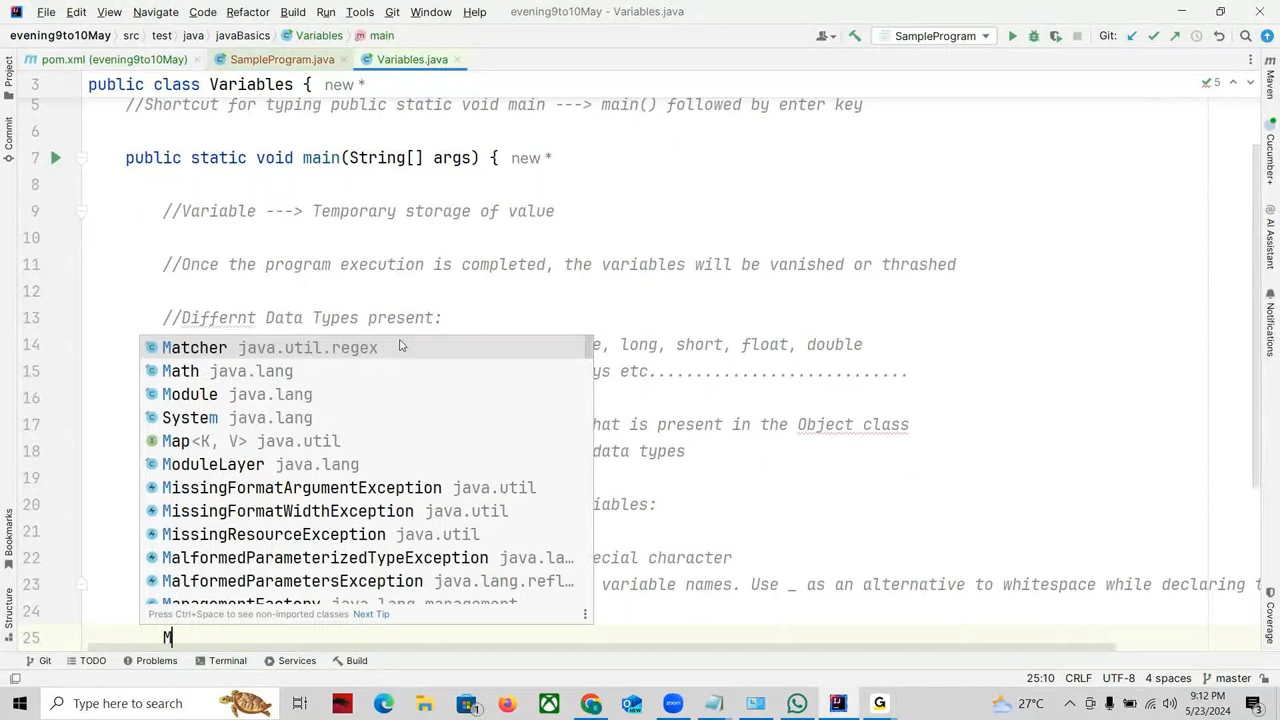 File Edit View Navigate Code Refactor Build Run Tools Git Window Help evening9to10May - Variables.java
evening9to10May src test java javaBasics Variables main SampleProgram Git:
pom.xml (evening9to10May) SampleProgram.java Variables.java
3 public class Variables { new *
5 //Shortcut for typing public static void main ---> main() followed by enter key
5
6
7 public static void main(String[] args) { new *
8
9 //Variable ---> Temporary storage of value
10
11 //Once the program execution is completed, the variables will be vanished or thrashed
12
13 //Differnt Data Types present:
14 e, long, short, float, double
15 ys etc............................
16
17 hat is present in the Object class
18 data types
19
20 riables:
21
22 ecial character
23 variable names. Use _ as an alternative to whitespace while declaring t
24
25 M
Matcher java.util.regex
Math java.lang
Module java.lang
System java.lang
Map<K, V> java.util
ModuleLayer java.lang
MissingFormatArgumentException java.util
MissingFormatWidthException java.util
MissingResourceException java.util
MalformedParameterizedTypeException java.la...
MalformedParametersException java.lang.refl...
ManagementFactory java.lang.management
Press Ctrl+Space to see non-imported classes Next Tip
Project
Commit
Bookmarks
Structure
Maven
Cucumber+
AI Assistant
Notifications
Coverage
Git TODO Problems Terminal Services Build
25:10 CRLF UTF-8 4 spaces master
Type here to search
27°C
9:12 PM
5/23/2024
3